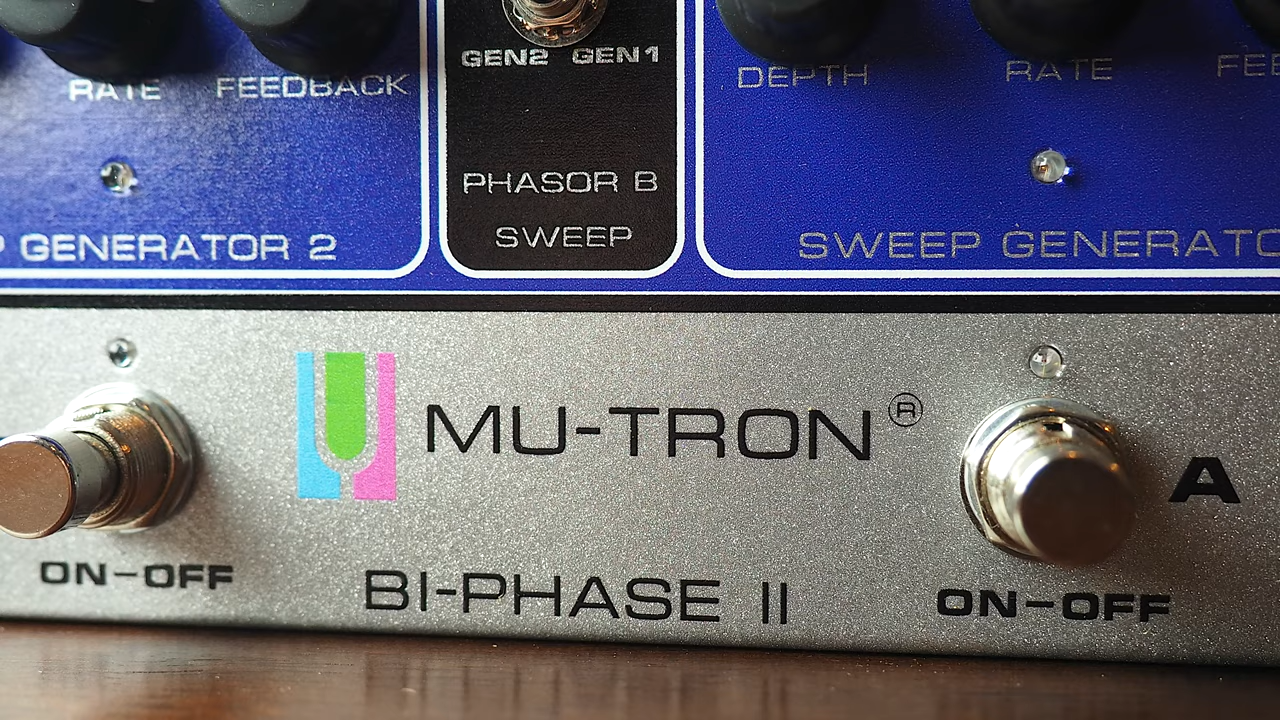 GEN2 GEN1
RATE FEEDBACK
DEPTH RATE FEE
PHASOR B
SWEEP
P GENERATOR 2
SWEEP GENERATO
MU-TRON®
A
BI-PHASE II
ON-OFF
ON-OFF